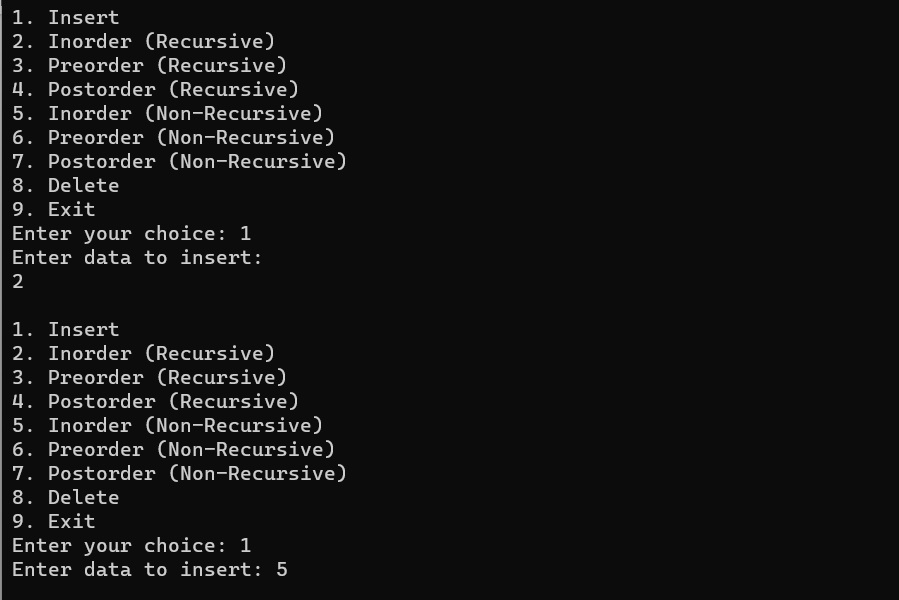 1. Insert
2. Inorder (Recursive)
3. Preorder (Recursive)
4. Postorder (Recursive)
5. Inorder (Non-Recursive)
6. Preorder (Non-Recursive)
7. Postorder (Non-Recursive)
8. Delete
9. Exit
Enter your choice: 1
Enter data to insert:
2

1. Insert
2. Inorder (Recursive)
3. Preorder (Recursive)
4. Postorder (Recursive)
5. Inorder (Non-Recursive)
6. Preorder (Non-Recursive)
7. Postorder (Non-Recursive)
8. Delete
9. Exit
Enter your choice: 1
Enter data to insert: 5